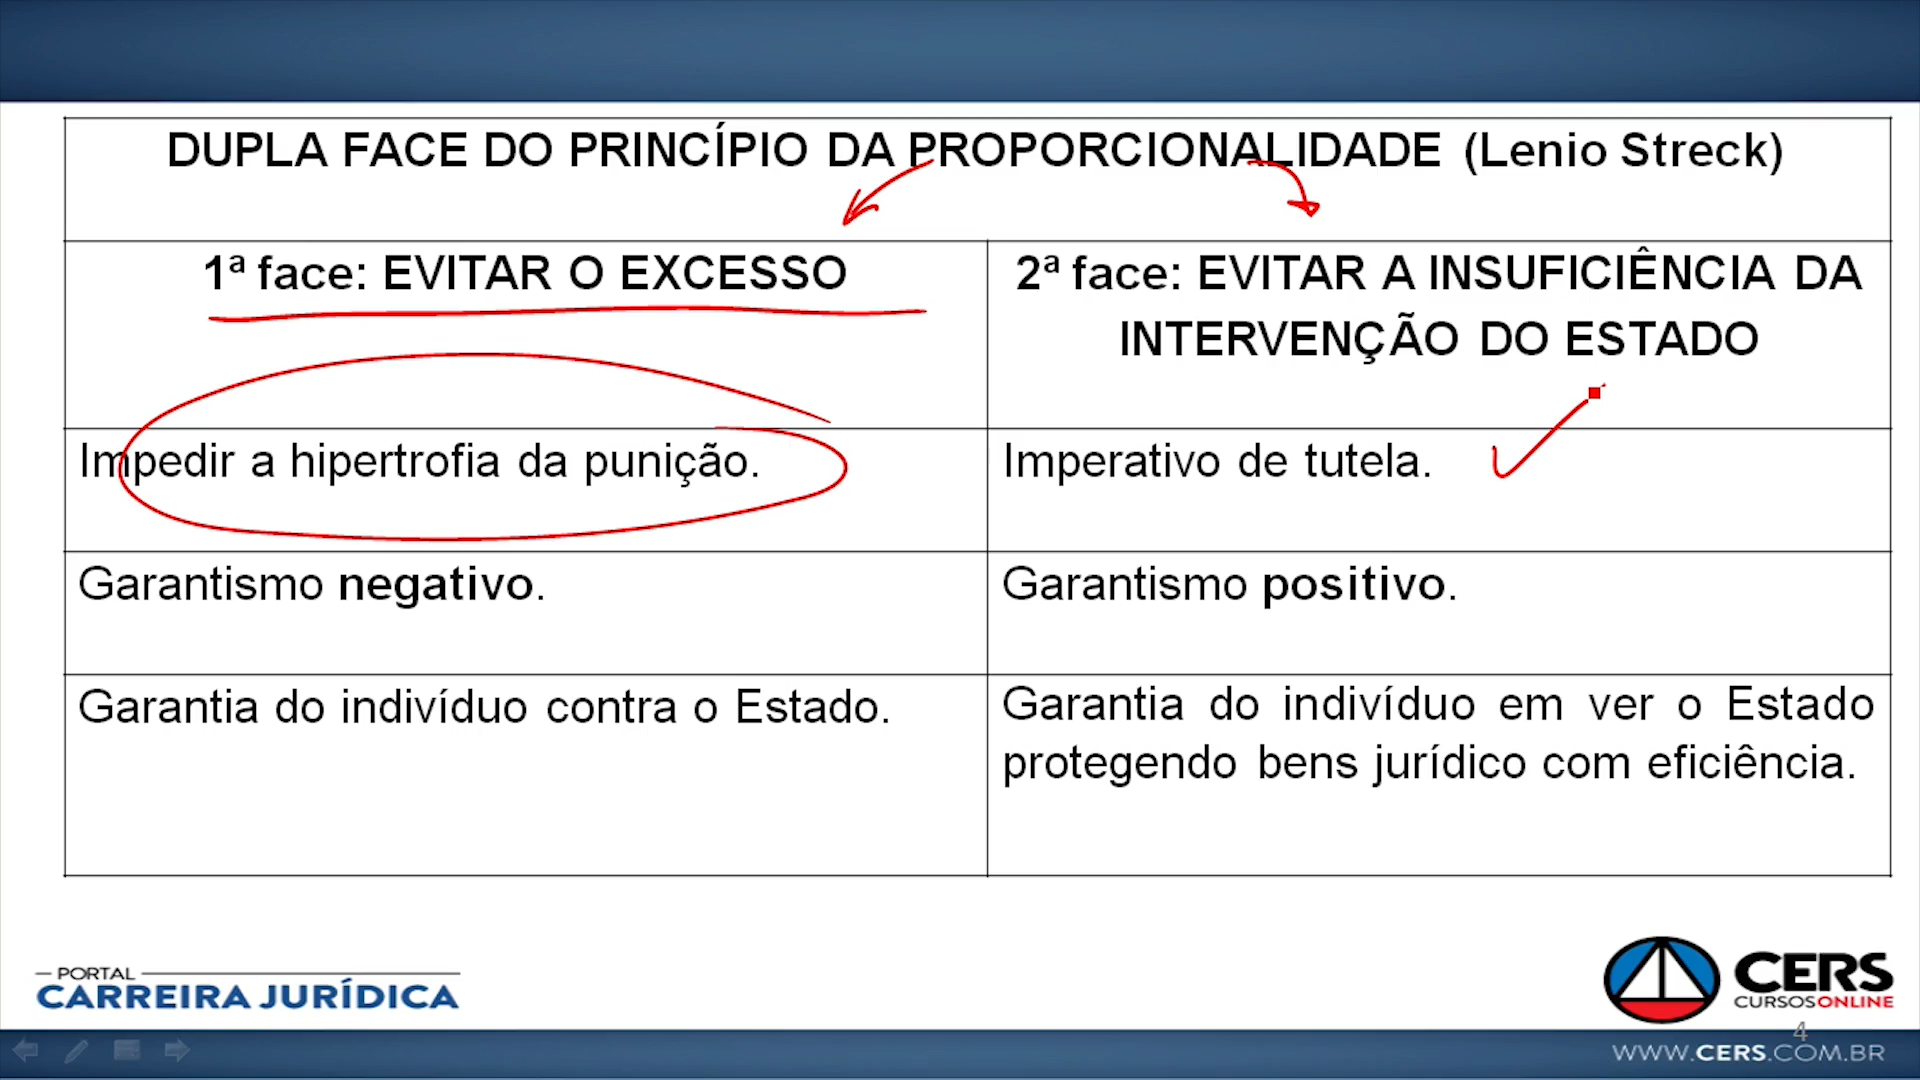 DUPLA FACE DO PRINCÍPIO DA PROPORCIONALIDADE (Lenio Streck)
1ª face: EVITAR O EXCESSO
2ª face: EVITAR A INSUFICIÊNCIA DA
INTERVENÇÃO DO ESTADO
Impedir a hipertrofia da punição.
Imperativo de tutela.
Garantismo negativo.
Garantismo positivo.
Garantia do indivíduo contra o Estado.
Garantia do indivíduo em ver o Estado
protegendo bens jurídico com eficiência.
PORTAL
CARREIRA JURÍDICA
CERS
CURSOSONLINE
4
WWW.CERS.COM.BR